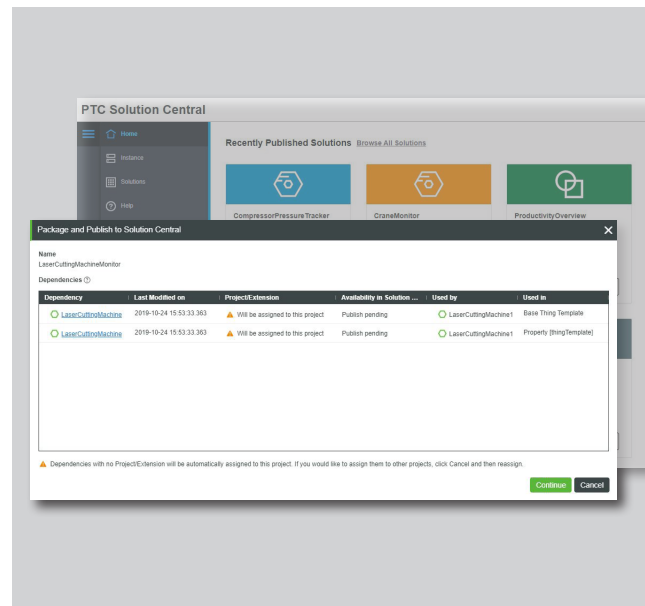 PTC Solution Central
Home
Recently Published Solutions Browse All Solutions
Instance
Solutions
Help
CompressorPressureTracker CraneMonitor ProductivityOverview
Package and Publish to Solution Central
Name
LaserCuttingMachineMonitor
Dependencies
Dependency Last Modified on Project/Extension Availability in Solution ... Used by Used in
LaserCuttingMachine 2019-10-24 15:53:33.363 Will be assigned to this project Publish pending LaserCuttingMachine1 Base Thing Template
LaserCuttingMachine 2019-10-24 15:53:33.363 Will be assigned to this project Publish pending LaserCuttingMachine1 Property [thingTemplate]
Dependencies with no Project/Extension will be automatically assigned to this project. If you would like to assign them to other projects, click Cancel and then reassign.
Continue Cancel